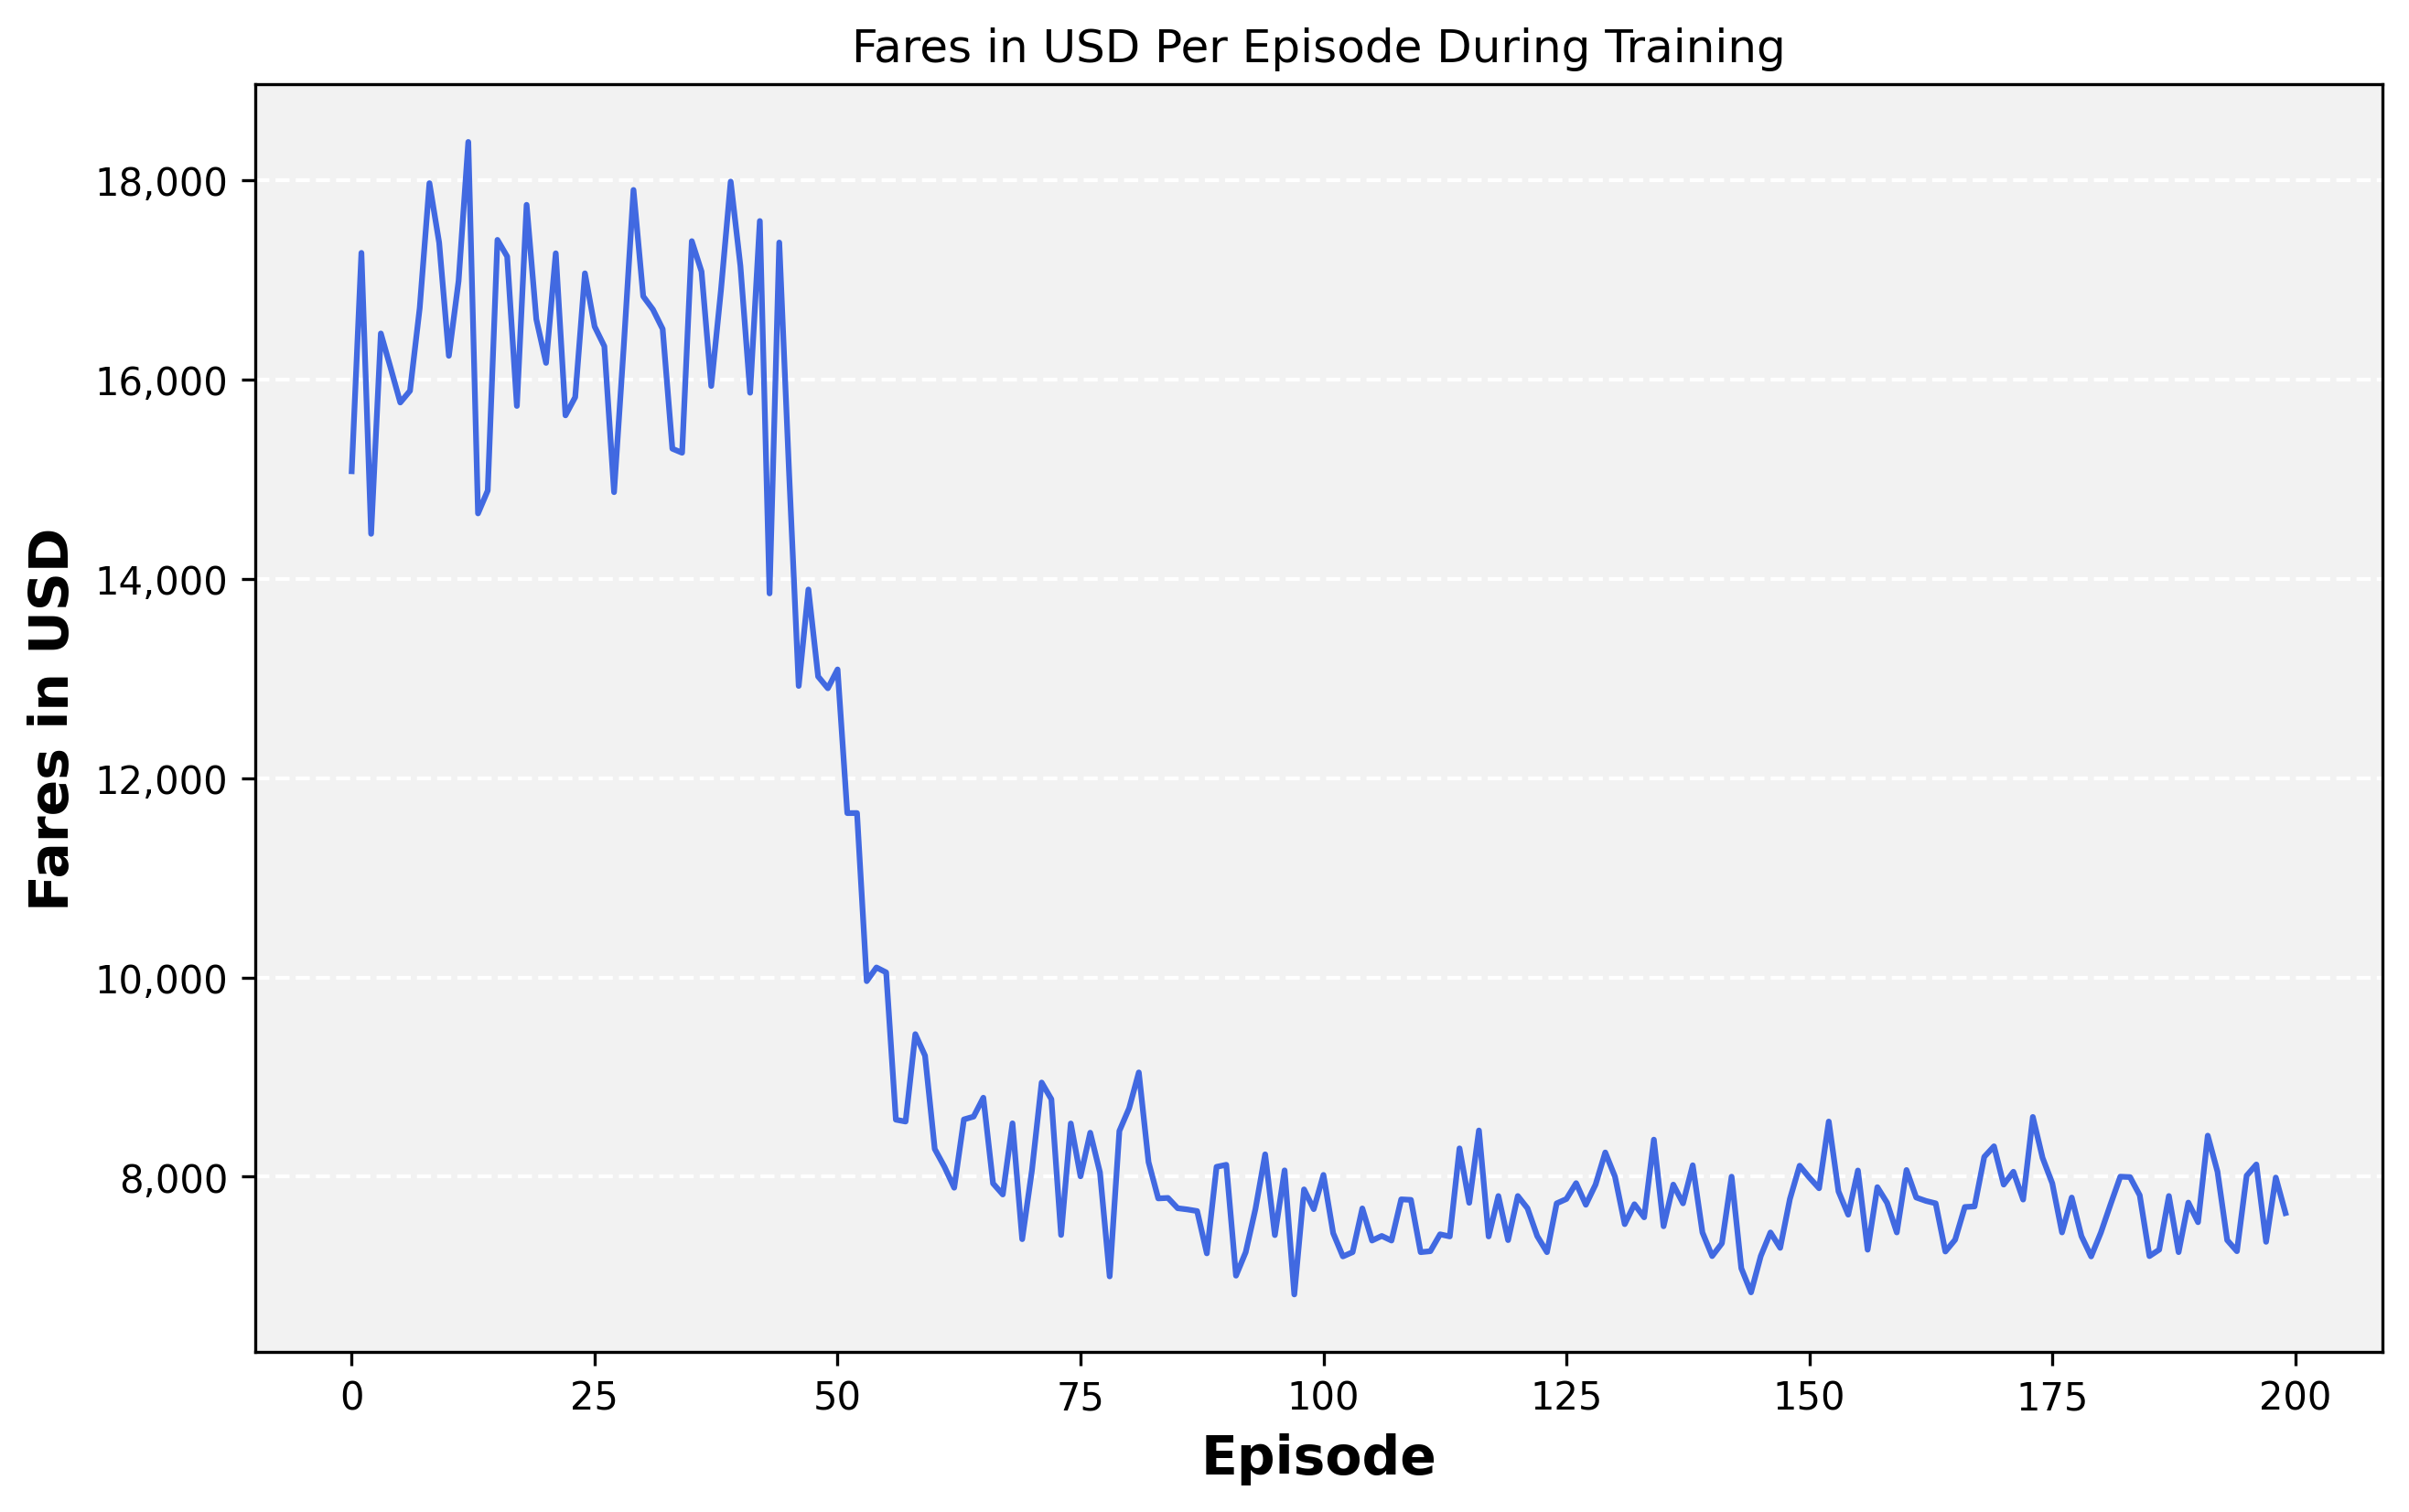 Fares in USD Per Episode During Training
Fares in USD
18,000
16,000
14,000
12,000
10,000
8,000
0 25 50 75 100 125 150 175 200
Episode